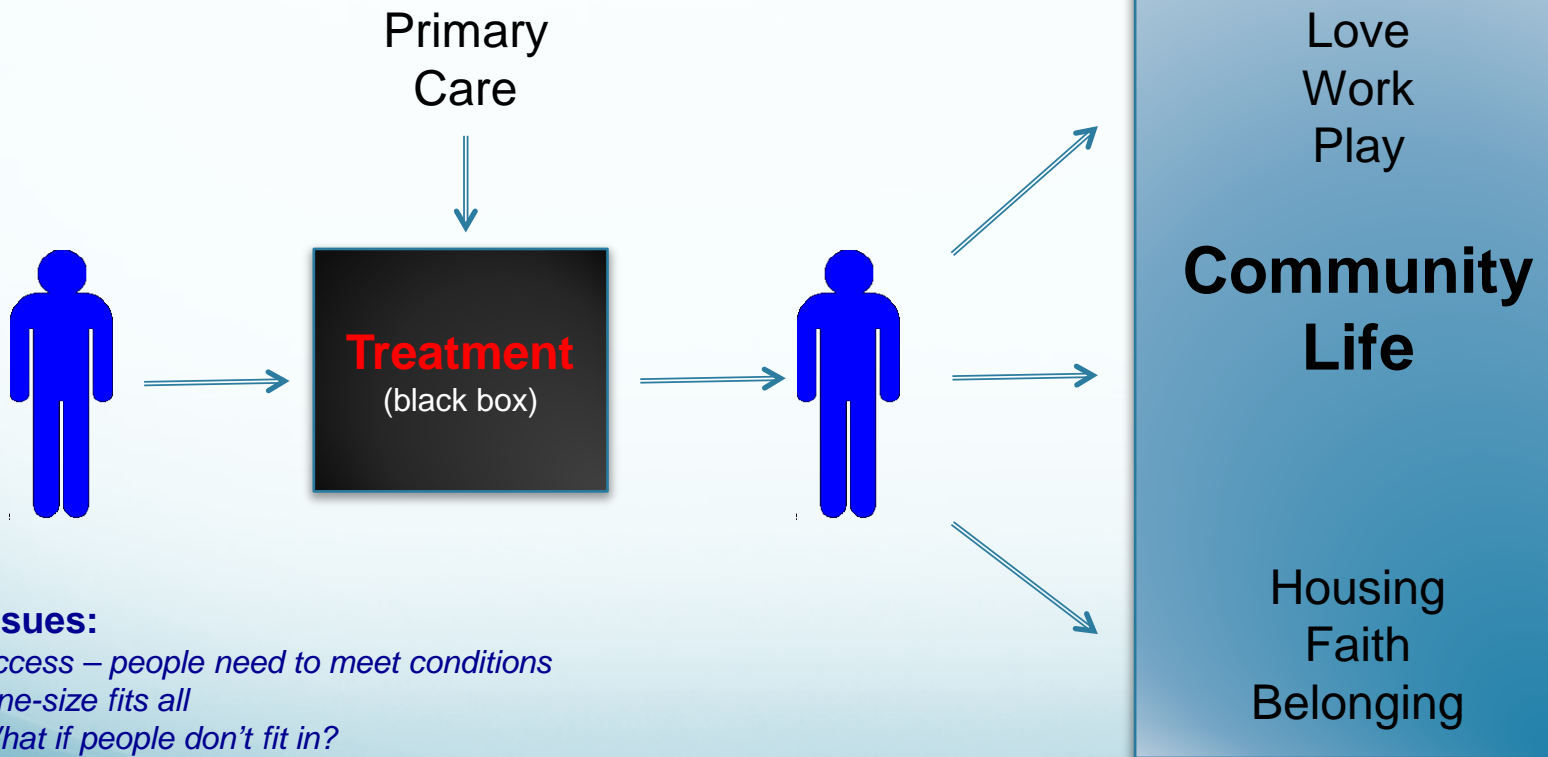 Primary
Care
Treatment
(black box)
Love
Work
Play
Community
Life
Housing
Faith
Belonging
sues:
ccess – people need to meet conditions
ne-size fits all
hat if people don't fit in?